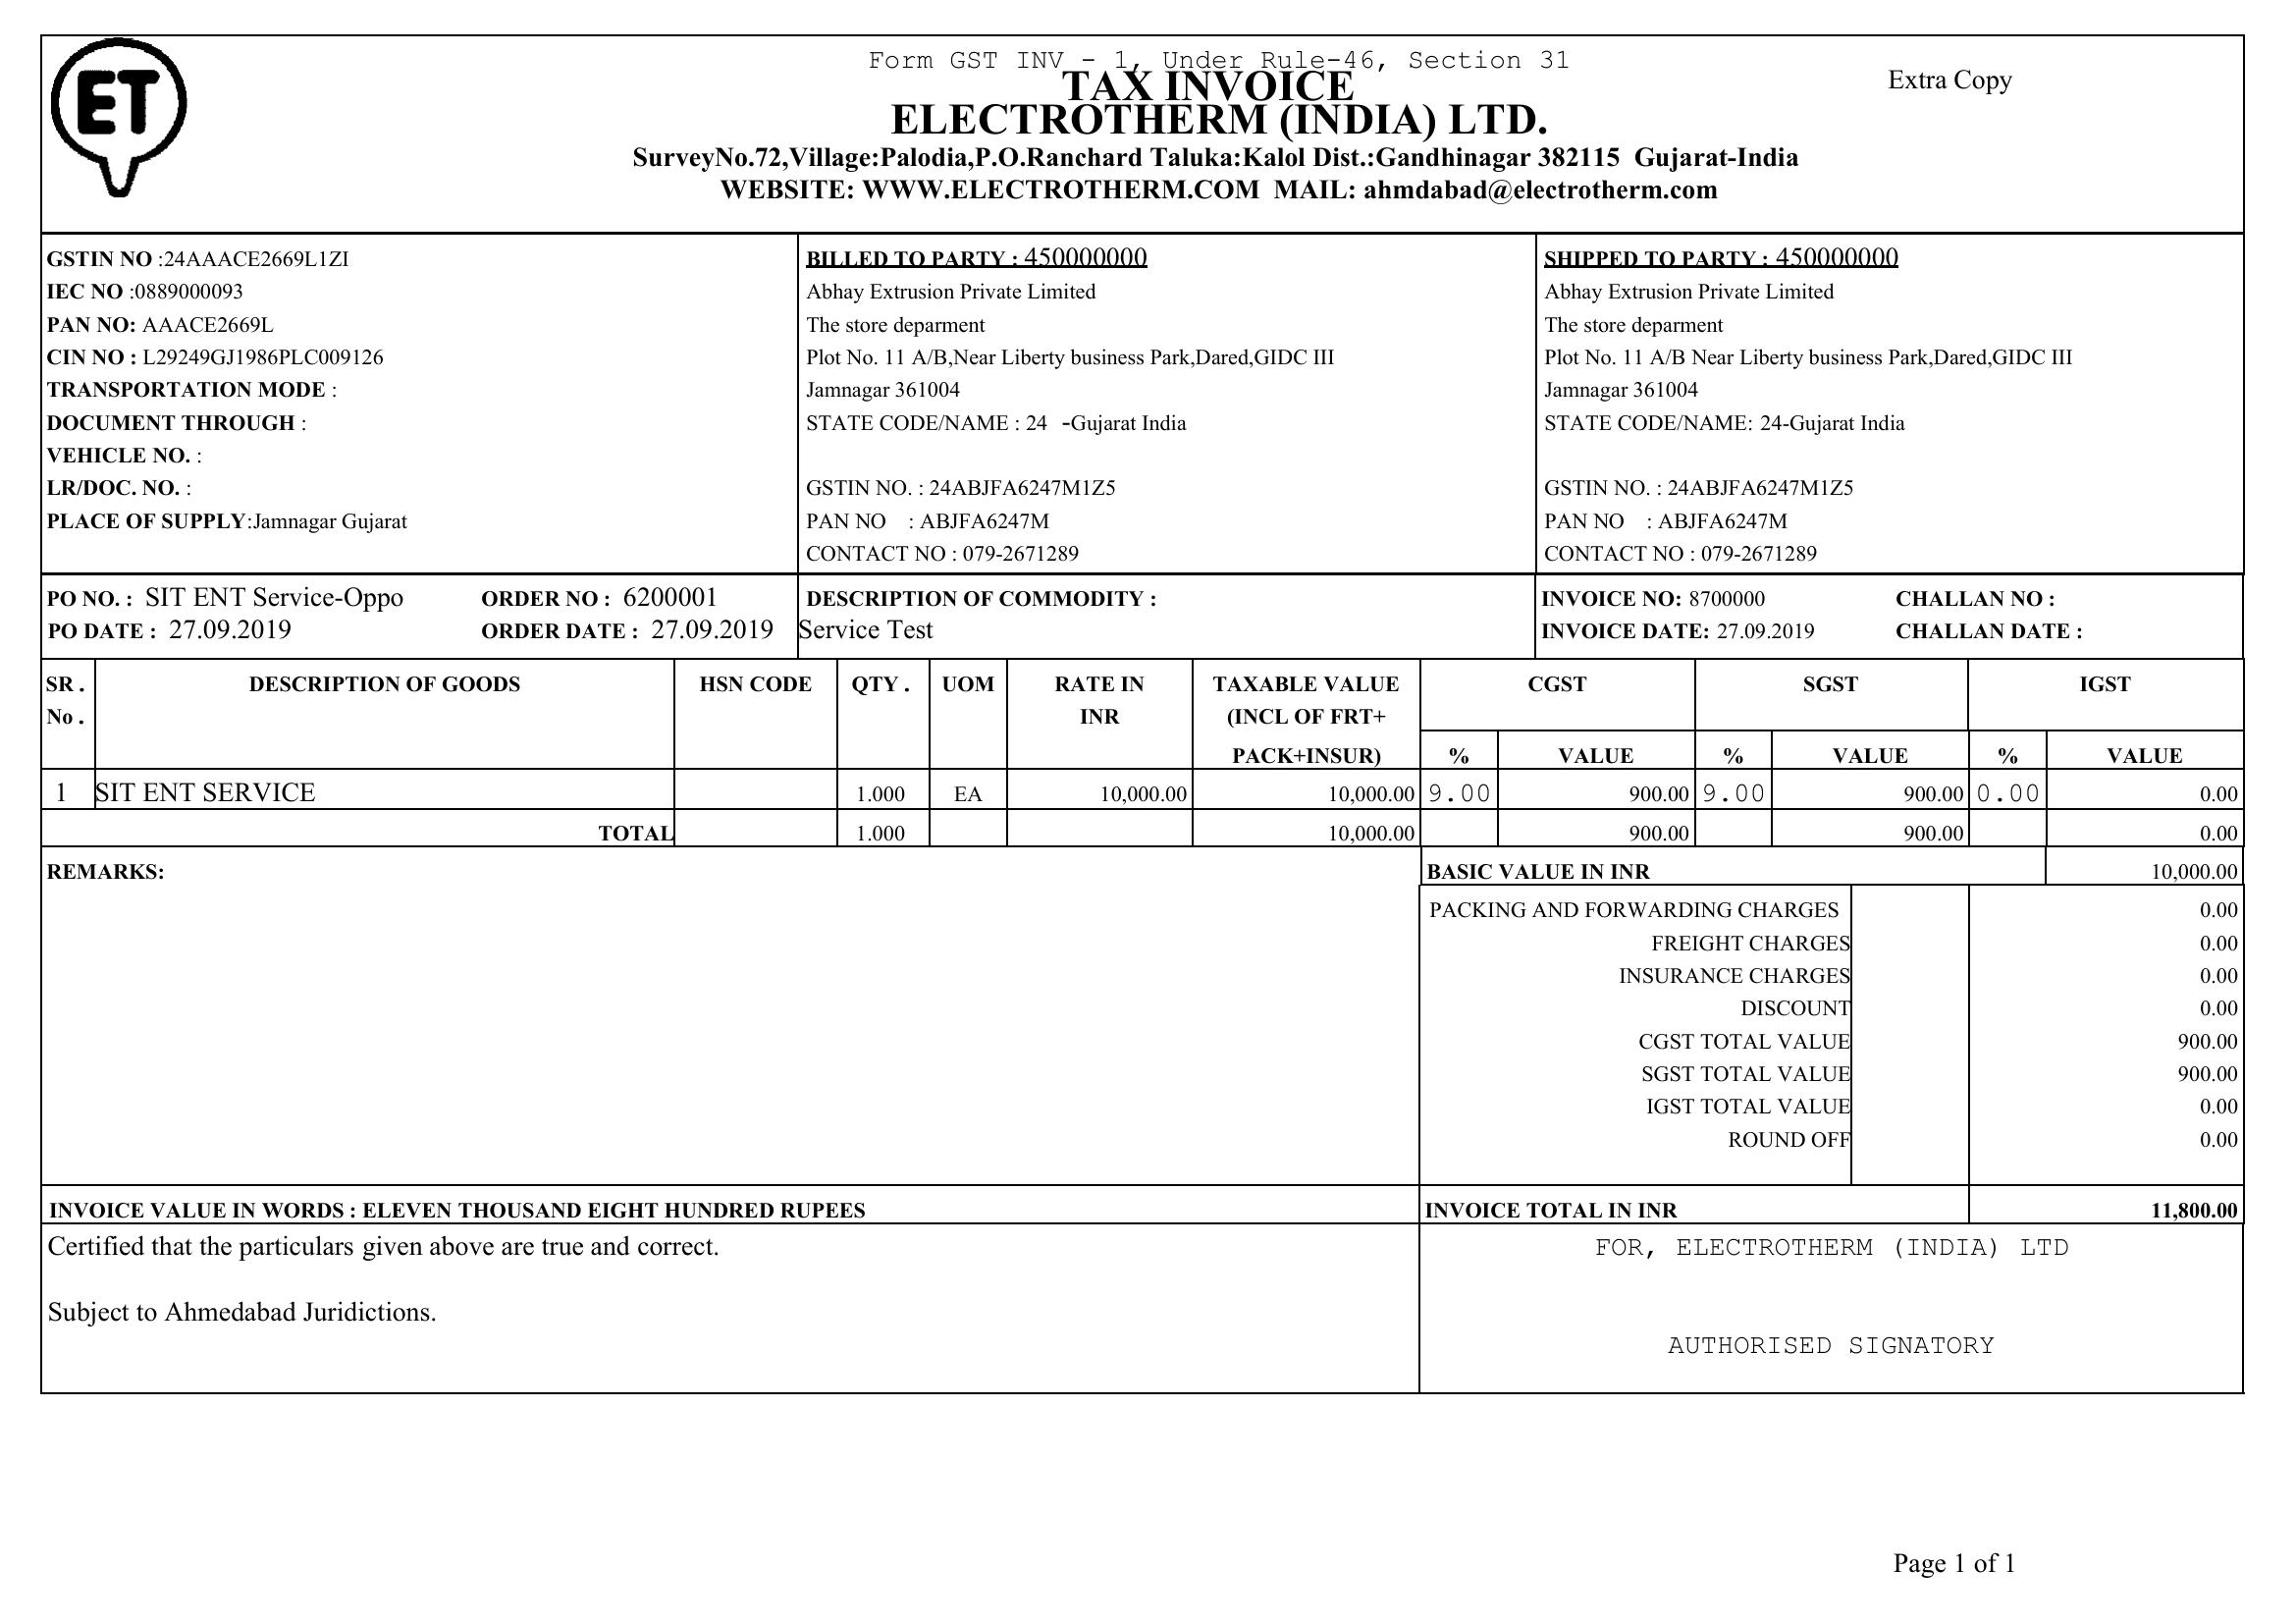 Form GST INV - 1, Under Rule-46, Section 31
ET
TAX INVOICE
Extra Copy
ELECTROTHERM (INDIA) LTD.
SurveyNo.72,Village:Palodia,P.O.Ranchard Taluka:Kalol Dist.:Gandhinagar 382115 Gujarat-India
WEBSITE: WWW.ELECTROTHERM.COM MAIL: ahmdabad@electrotherm.com
GSTIN NO :24AAACE2669L1ZI
IEC NO :0889000093
PAN NO: AAACE2669L
CIN NO : L29249GJ1986PLC009126
TRANSPORTATION MODE :
DOCUMENT THROUGH :
VEHICLE NO. :
LR/DOC. NO. :
PLACE OF SUPPLY:Jamnagar Gujarat
BILLED TO PARTY : 450000000
Abhay Extrusion Private Limited
The store deparment
Plot No. 11 A/B,Near Liberty business Park,Dared,GIDC III
Jamnagar 361004
STATE CODE/NAME : 24 -Gujarat India
GSTIN NO. : 24ABJFA6247M1Z5
PAN NO : ABJFA6247M
CONTACT NO : 079-2671289
SHIPPED TO PARTY : 450000000
Abhay Extrusion Private Limited
The store deparment
Plot No. 11 A/B Near Liberty business Park,Dared,GIDC III
Jamnagar 361004
STATE CODE/NAME: 24-Gujarat India
GSTIN NO. : 24ABJFA6247M1Z5
PAN NO : ABJFA6247M
CONTACT NO : 079-2671289
PO NO. : SIT ENT Service-Oppo ORDER NO : 6200001
PO DATE : 27.09.2019 ORDER DATE : 27.09.2019
DESCRIPTION OF COMMODITY :
Service Test
INVOICE NO: 8700000 CHALLAN NO :
INVOICE DATE: 27.09.2019 CHALLAN DATE :
SR . DESCRIPTION OF GOODS HSN CODE QTY . UOM RATE IN TAXABLE VALUE CGST SGST IGST
No . INR (INCL OF FRT+
PACK+INSUR) % VALUE % VALUE % VALUE
1 SIT ENT SERVICE 1.000 EA 10,000.00 10,000.00 9.00 900.00 9.00 900.00 0.00 0.00
TOTAL 1.000 10,000.00 900.00 900.00 0.00
REMARKS:
BASIC VALUE IN INR 10,000.00
PACKING AND FORWARDING CHARGES 0.00
FREIGHT CHARGES 0.00
INSURANCE CHARGES 0.00
DISCOUNT 0.00
CGST TOTAL VALUE 900.00
SGST TOTAL VALUE 900.00
IGST TOTAL VALUE 0.00
ROUND OFF 0.00
INVOICE VALUE IN WORDS : ELEVEN THOUSAND EIGHT HUNDRED RUPEES
INVOICE TOTAL IN INR 11,800.00
Certified that the particulars given above are true and correct.
Subject to Ahmedabad Juridictions.
FOR, ELECTROTHERM (INDIA) LTD
AUTHORISED SIGNATORY
Page 1 of 1